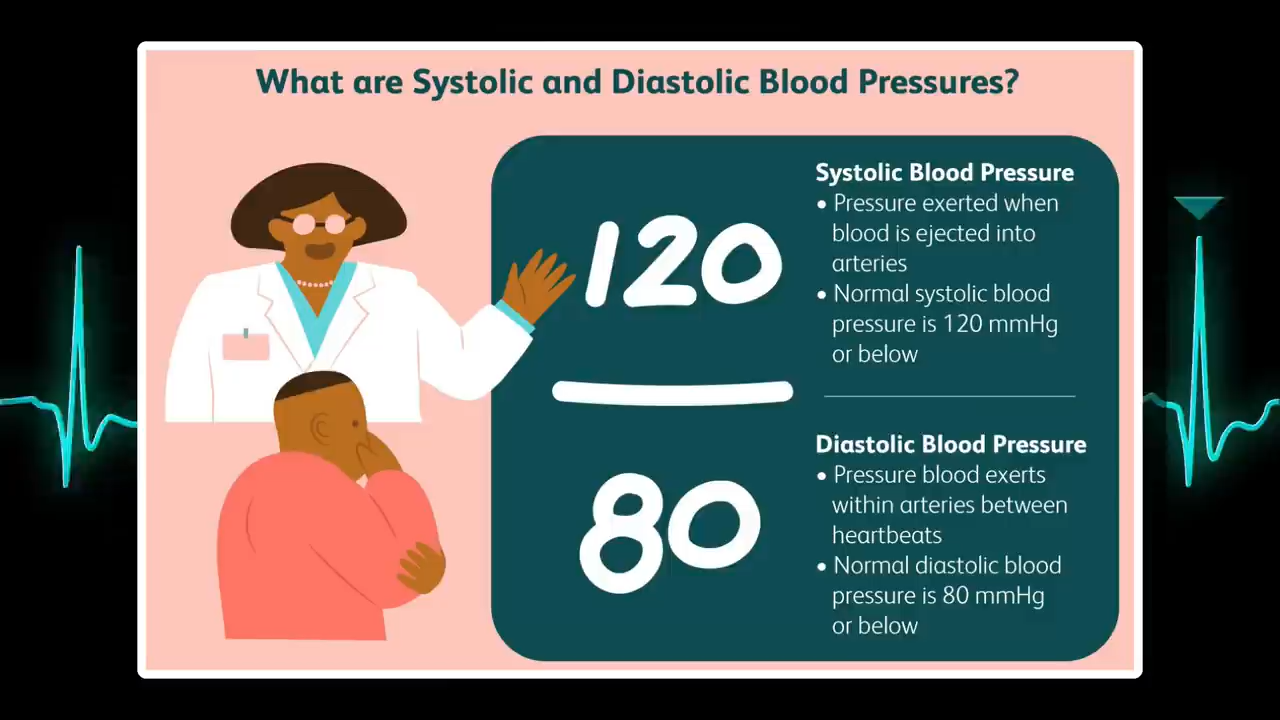 What are Systolic and Diastolic Blood Pressures?
120
80
Systolic Blood Pressure
• Pressure exerted when
blood is ejected into
arteries
• Normal systolic blood
pressure is 120 mmHg
or below
Diastolic Blood Pressure
• Pressure blood exerts
within arteries between
heartbeats
• Normal diastolic blood
pressure is 80 mmHg
or below